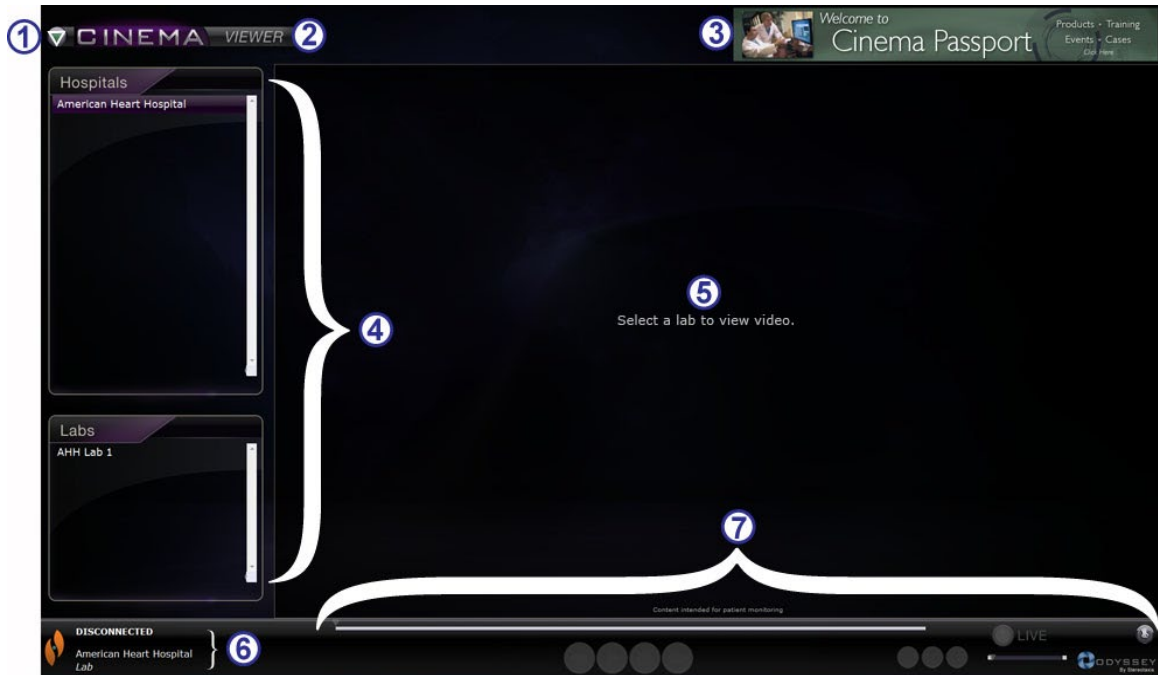 1
CINEMA VIEWER
2
3
Welcome to
Cinema Passport
Products • Training
Events • Cases
Click Here
Hospitals
American Heart Hospital
4
5
Select a lab to view video.
Labs
AHH Lab 1
7
Content intended for patient monitoring
DISCONNECTED
American Heart Hospital
Lab
6
LIVE
ODYSSEY
By Stereotaxis